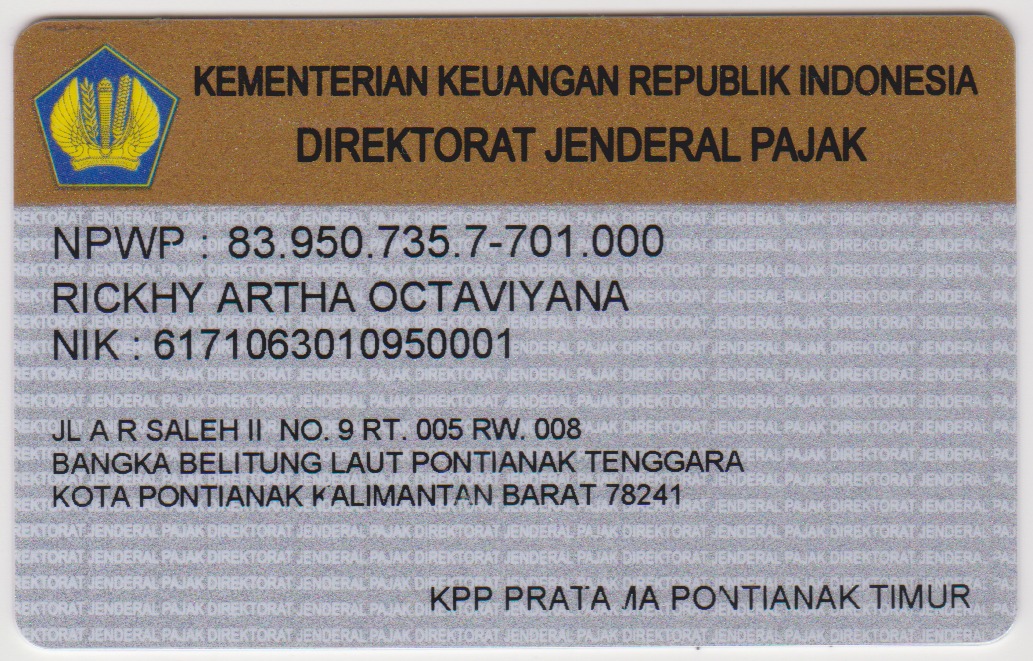 KEMENTERIAN KEUANGAN REPUBLIK INDONESIA
DIREKTORAT JENDERAL PAJAK
NPWP : 83.950.735.7-701.000
RICKHY ARTHA OCTAVIYANA
NIK : 6171063010950001
JL A R SALEH II NO. 9 RT. 005 RW. 008
BANGKA BELITUNG LAUT PONTIANAK TENGGARA
KOTA PONTIANAK KALIMANTAN BARAT 78241
KPP PRATAMA PONTIANAK TIMUR